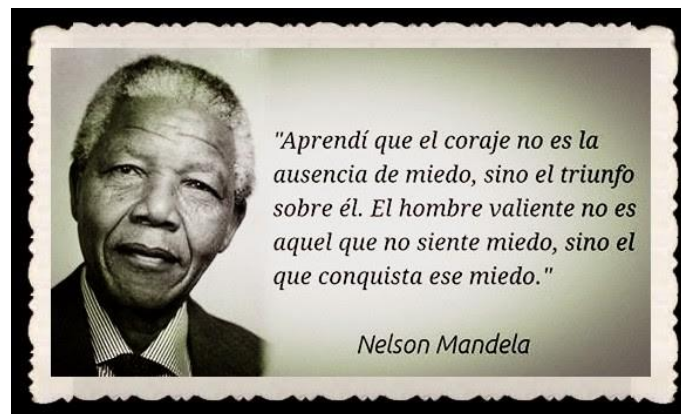 "Aprendí que el coraje no es la
ausencia de miedo, sino el triunfo
sobre él. El hombre valiente no es
aquel que no siente miedo, sino el
que conquista ese miedo."
Nelson Mandela